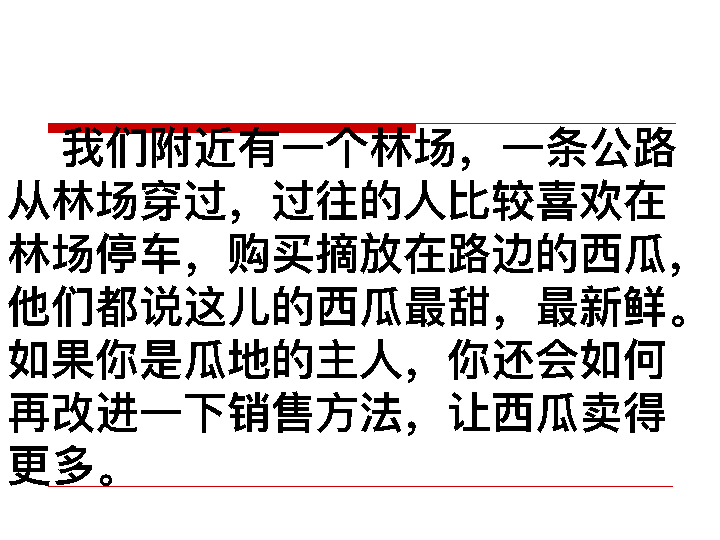 我们附近有一个林场，一条公路
从林场穿过，过往的人比较喜欢在
林场停车，购买摘放在路边的西瓜，
他们都说这儿的西瓜最甜，最新鲜。
如果你是瓜地的主人，你还会如何
再改进一下销售方法，让西瓜卖得
更多。